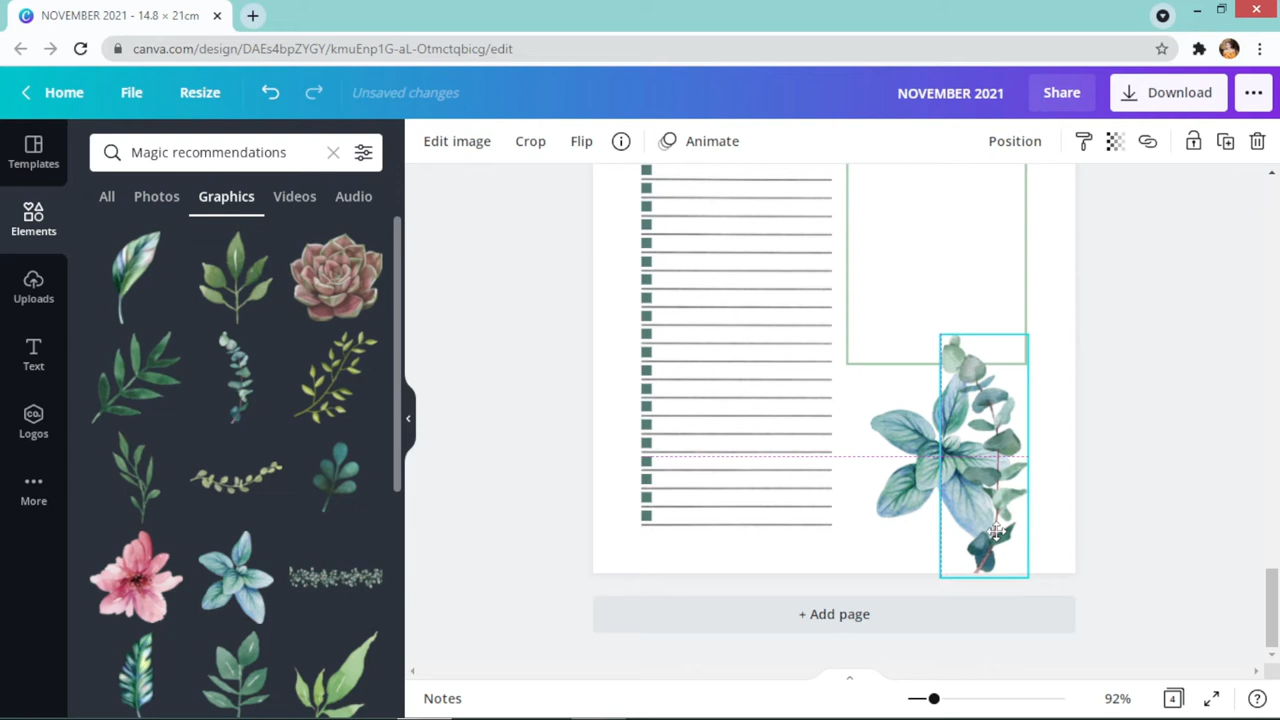 NOVEMBER 2021 - 14.8 × 21cm
canva.com/design/DAEs4bpZYGY/kmuEnp1G-aL-Otmctqbicg/edit
Home File Resize Unsaved changes NOVEMBER 2021 Share Download
Templates
Elements
Uploads
Text
Logos
More
Magic recommendations
All Photos Graphics Videos Audio
Edit image Crop Flip Animate Position
+ Add page
Notes 92% 4